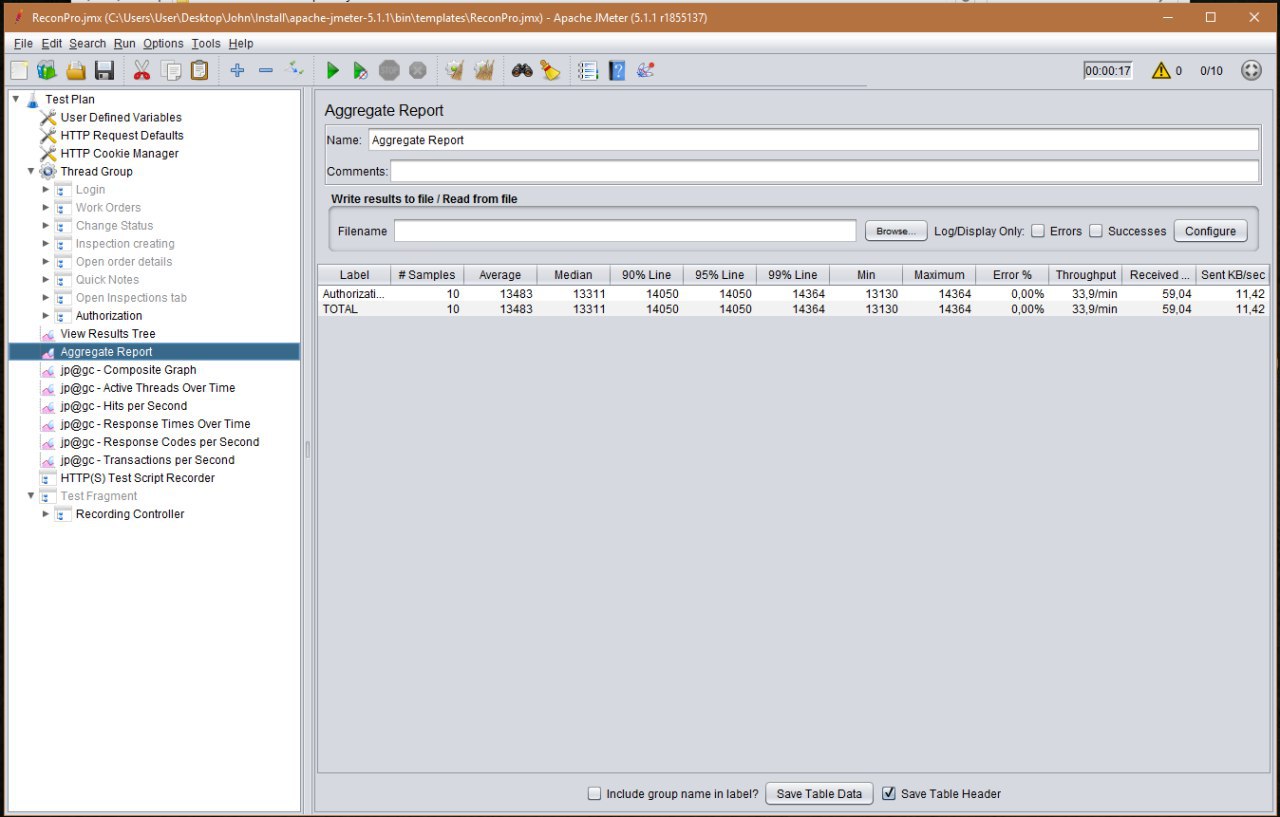 ReconPro.jmx (C:\Users\User\Desktop\John\Install\apache-jmeter-5.1.1\bin\templates\ReconPro.jmx) - Apache JMeter (5.1.1 r1855137)
File Edit Search Run Options Tools Help
00:00:17 0 0/10
Test Plan
User Defined Variables
HTTP Request Defaults
HTTP Cookie Manager
Thread Group
Login
Work Orders
Change Status
Inspection creating
Open order details
Quick Notes
Open Inspections tab
Authorization
View Results Tree
Aggregate Report
jp@gc - Composite Graph
jp@gc - Active Threads Over Time
jp@gc - Hits per Second
jp@gc - Response Times Over Time
jp@gc - Response Codes per Second
jp@gc - Transactions per Second
HTTP(S) Test Script Recorder
Test Fragment
Recording Controller
Aggregate Report
Name: Aggregate Report
Comments:
Write results to file / Read from file
Filename Browse... Log/Display Only: Errors Successes Configure
Label # Samples Average Median 90% Line 95% Line 99% Line Min Maximum Error % Throughput Received ... Sent KB/sec
Authorizati... 10 13483 13311 14050 14050 14364 13130 14364 0,00% 33,9/min 59,04 11,42
TOTAL 10 13483 13311 14050 14050 14364 13130 14364 0,00% 33,9/min 59,04 11,42
Include group name in label? Save Table Data Save Table Header